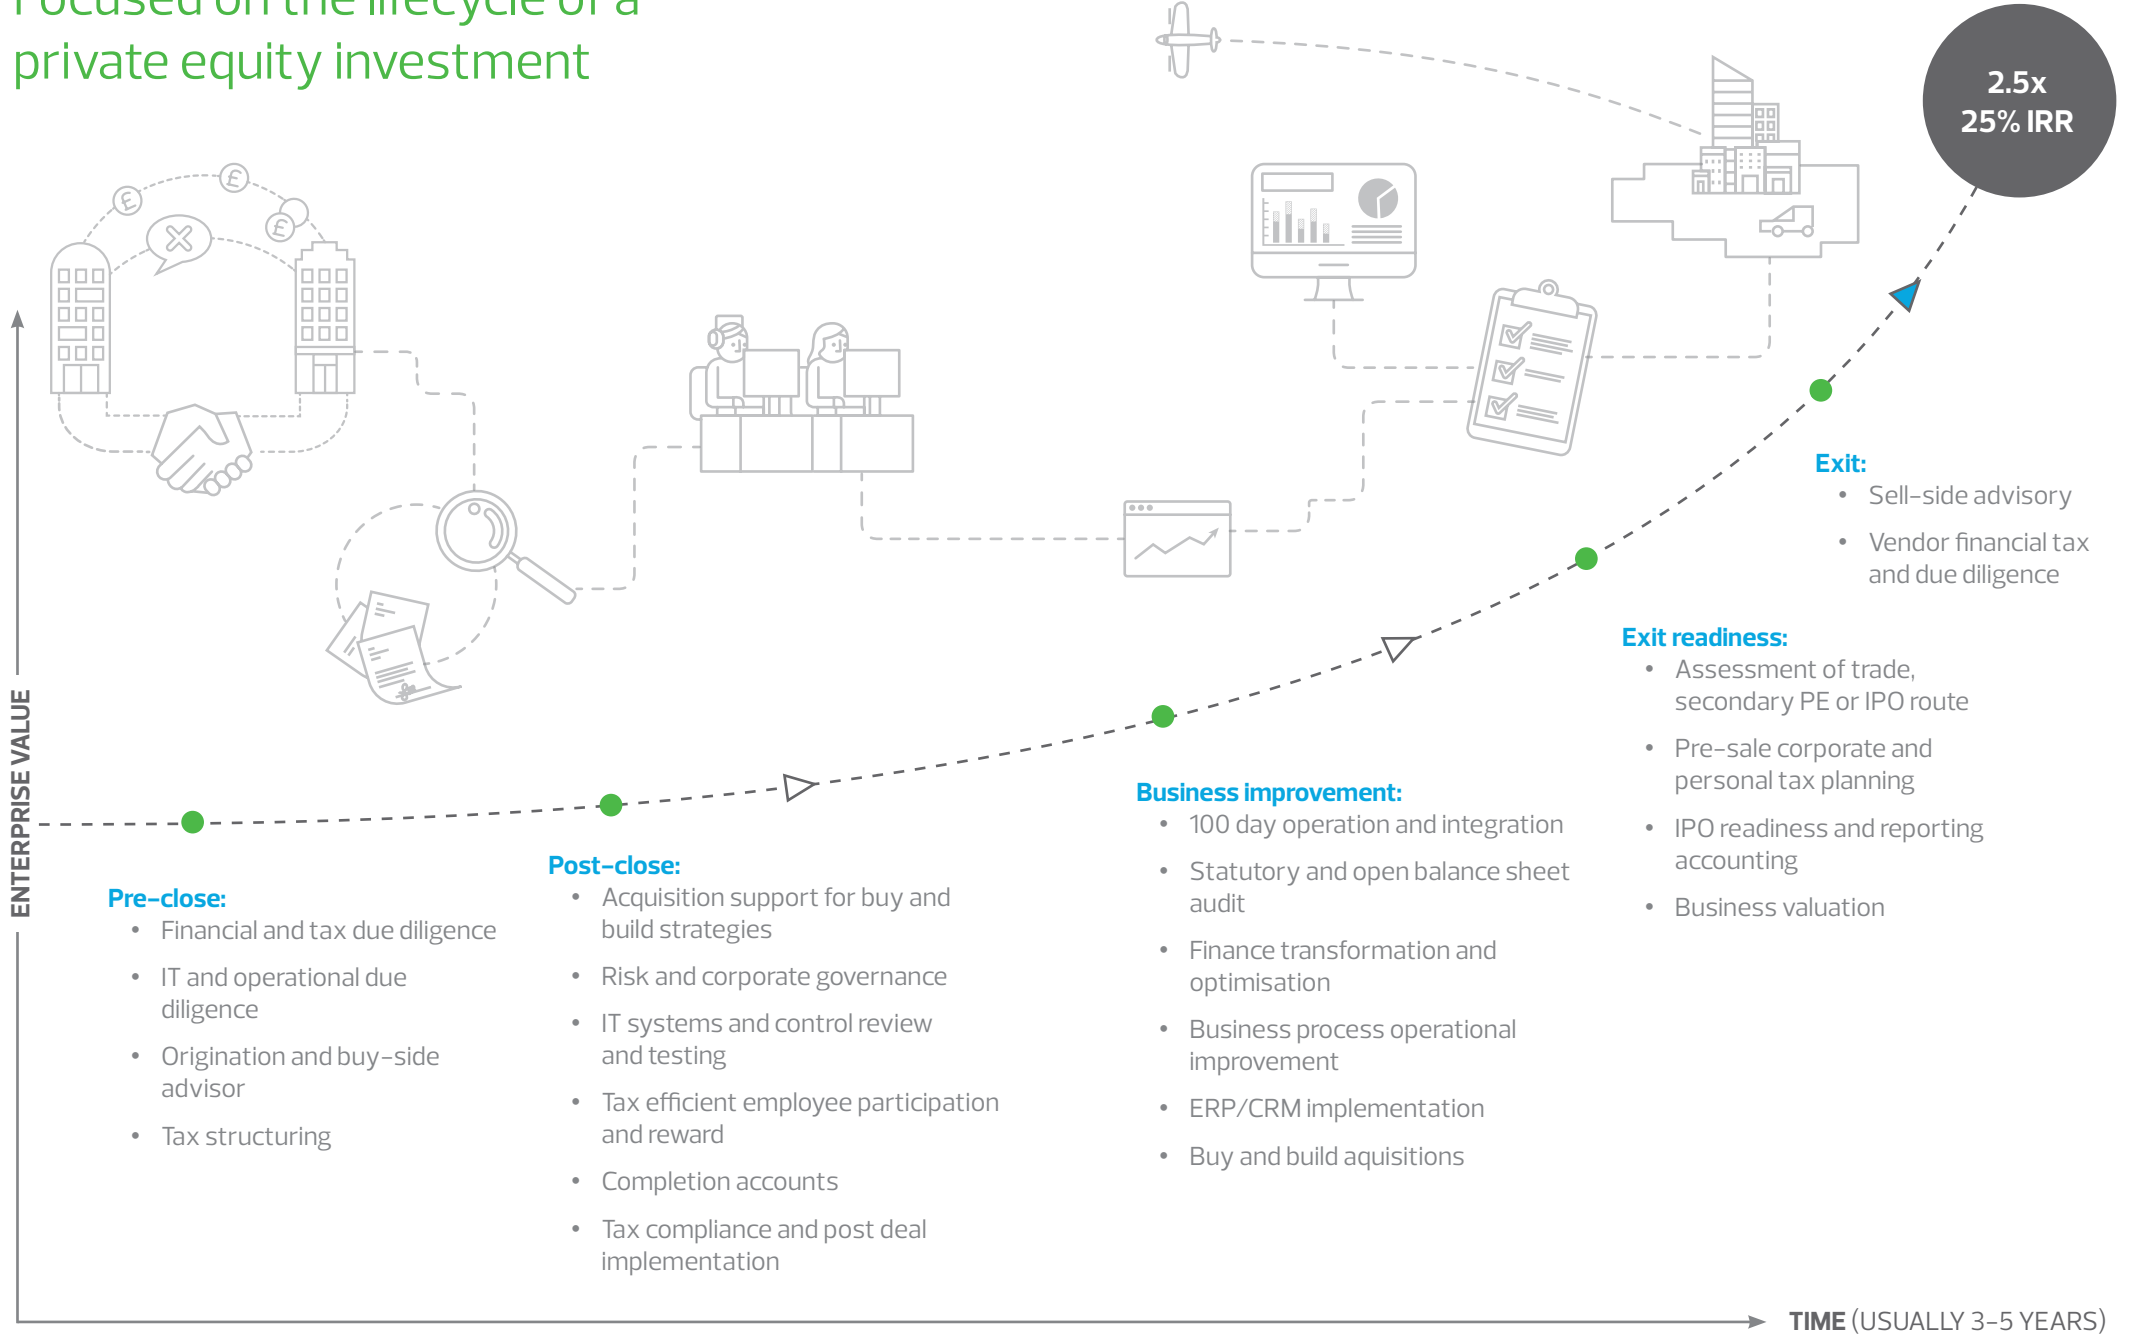 Focused on the lifecycle of a
private equity investment
2.5x
25% IRR
£
£
£
ENTERPRISE VALUE
Pre-close:
• Financial and tax due diligence
• IT and operational due
diligence
• Origination and buy-side
advisor
• Tax structuring
Post-close:
• Acquisition support for buy and
build strategies
• Risk and corporate governance
• IT systems and control review
and testing
• Tax efficient employee participation
and reward
• Completion accounts
• Tax compliance and post deal
implementation
Business improvement:
• 100 day operation and integration
• Statutory and open balance sheet
audit
• Finance transformation and
optimisation
• Business process operational
improvement
• ERP/CRM implementation
• Buy and build aquisitions
Exit readiness:
• Assessment of trade,
secondary PE or IPO route
• Pre-sale corporate and
personal tax planning
• IPO readiness and reporting
accounting
• Business valuation
Exit:
• Sell-side advisory
• Vendor financial tax
and due diligence
TIME (USUALLY 3-5 YEARS)